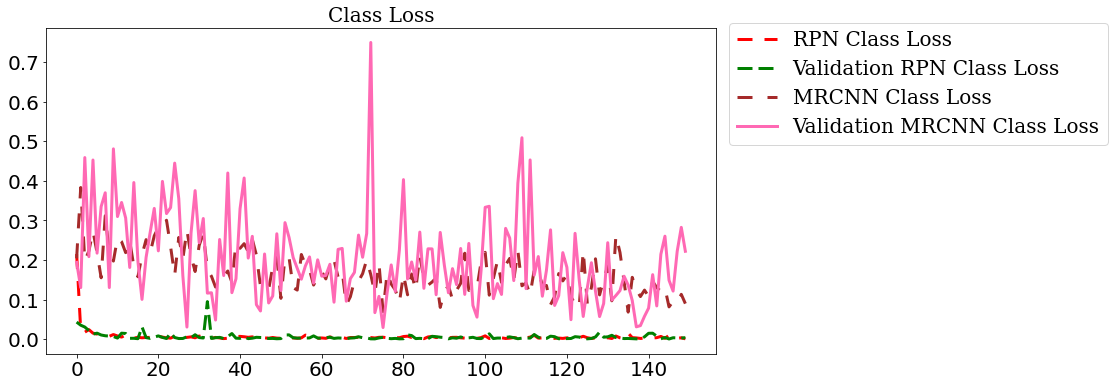 Class Loss
RPN Class Loss
Validation RPN Class Loss
MRCNN Class Loss
Validation MRCNN Class Loss
0.7
0.6
0.5
0.4
0.3
0.2
0.1
0.0
0 20 40 60 80 100 120 140